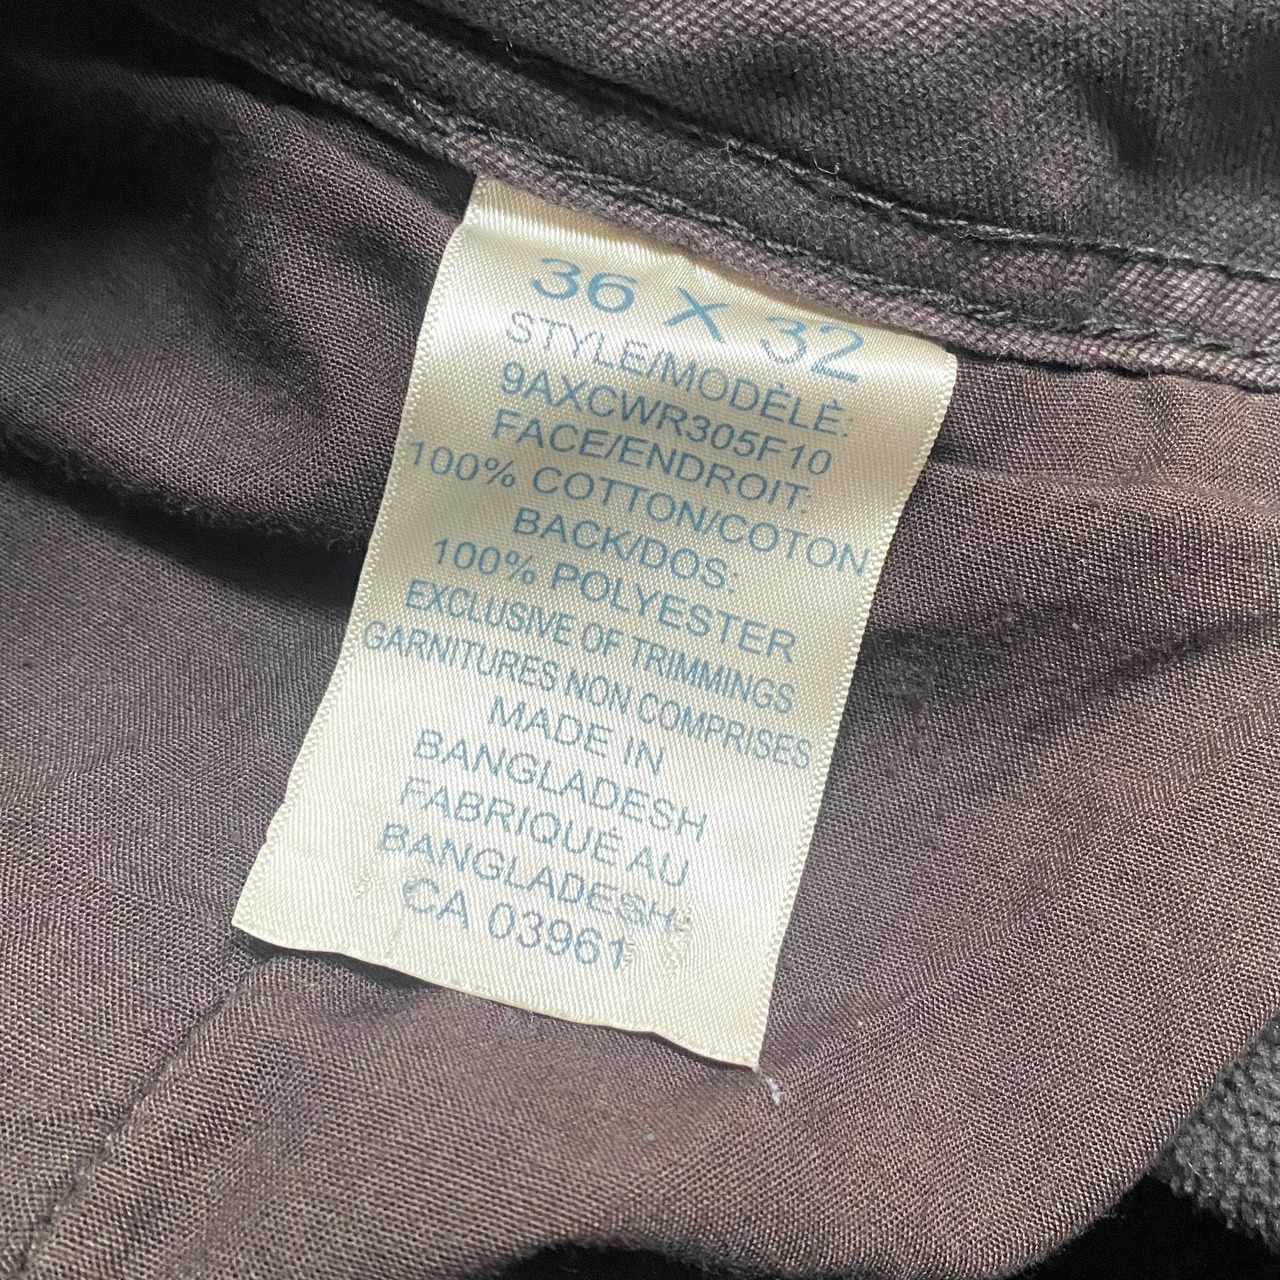 36 X 32
STYLE/MODÈLÈ:
9AXCWR305F10
FACE/ENDROIT:
100% COTTON/COTON
BACK/DOS:
100% POLYESTER
EXCLUSIVE OF TRIMMINGS
GARNITURES NON COMPRISES
MADE IN
BANGLADESH
FABRIQUÉ AU
BANGLADESH
CA 03961